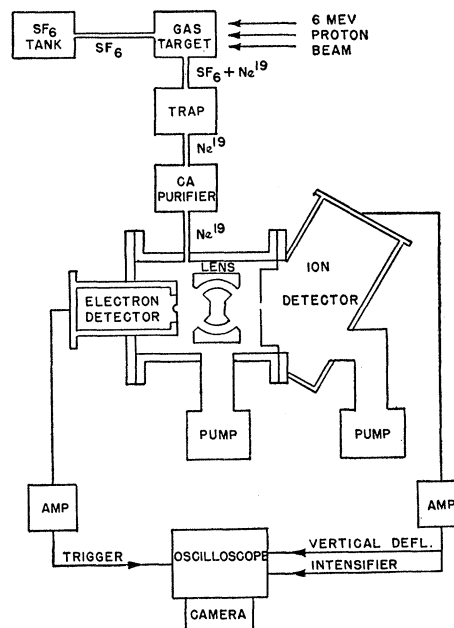 SF6
TANK
SF6
GAS
TARGET
6 MEV
PROTON
BEAM
SF6 + Ne19
TRAP
Ne19
CA
PURIFIER
Ne19
LENS
ELECTRON
DETECTOR
ION
DETECTOR
PUMP
PUMP
AMP
AMP
TRIGGER
OSCILLOSCOPE
VERTICAL DEFL.
INTENSIFIER
CAMERA